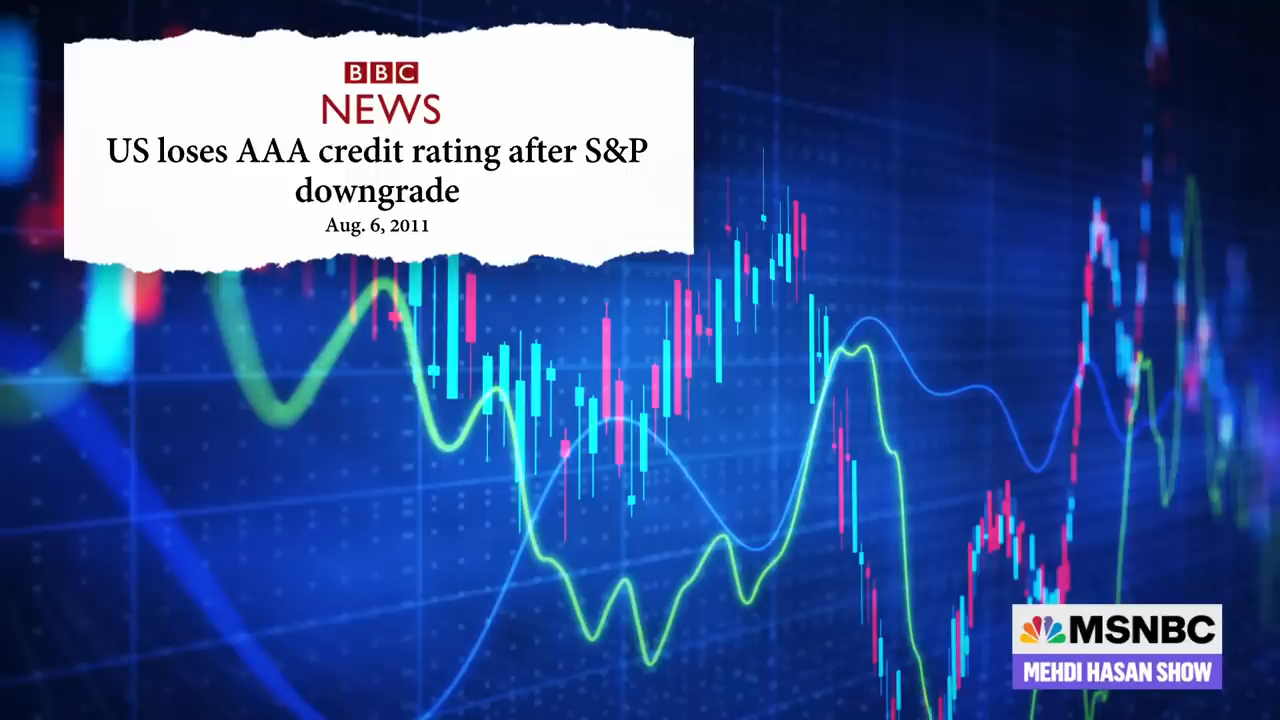 BBC
NEWS
US loses AAA credit rating after S&P
downgrade
Aug. 6, 2011
MSNBC
MEHDI HASAN SHOW